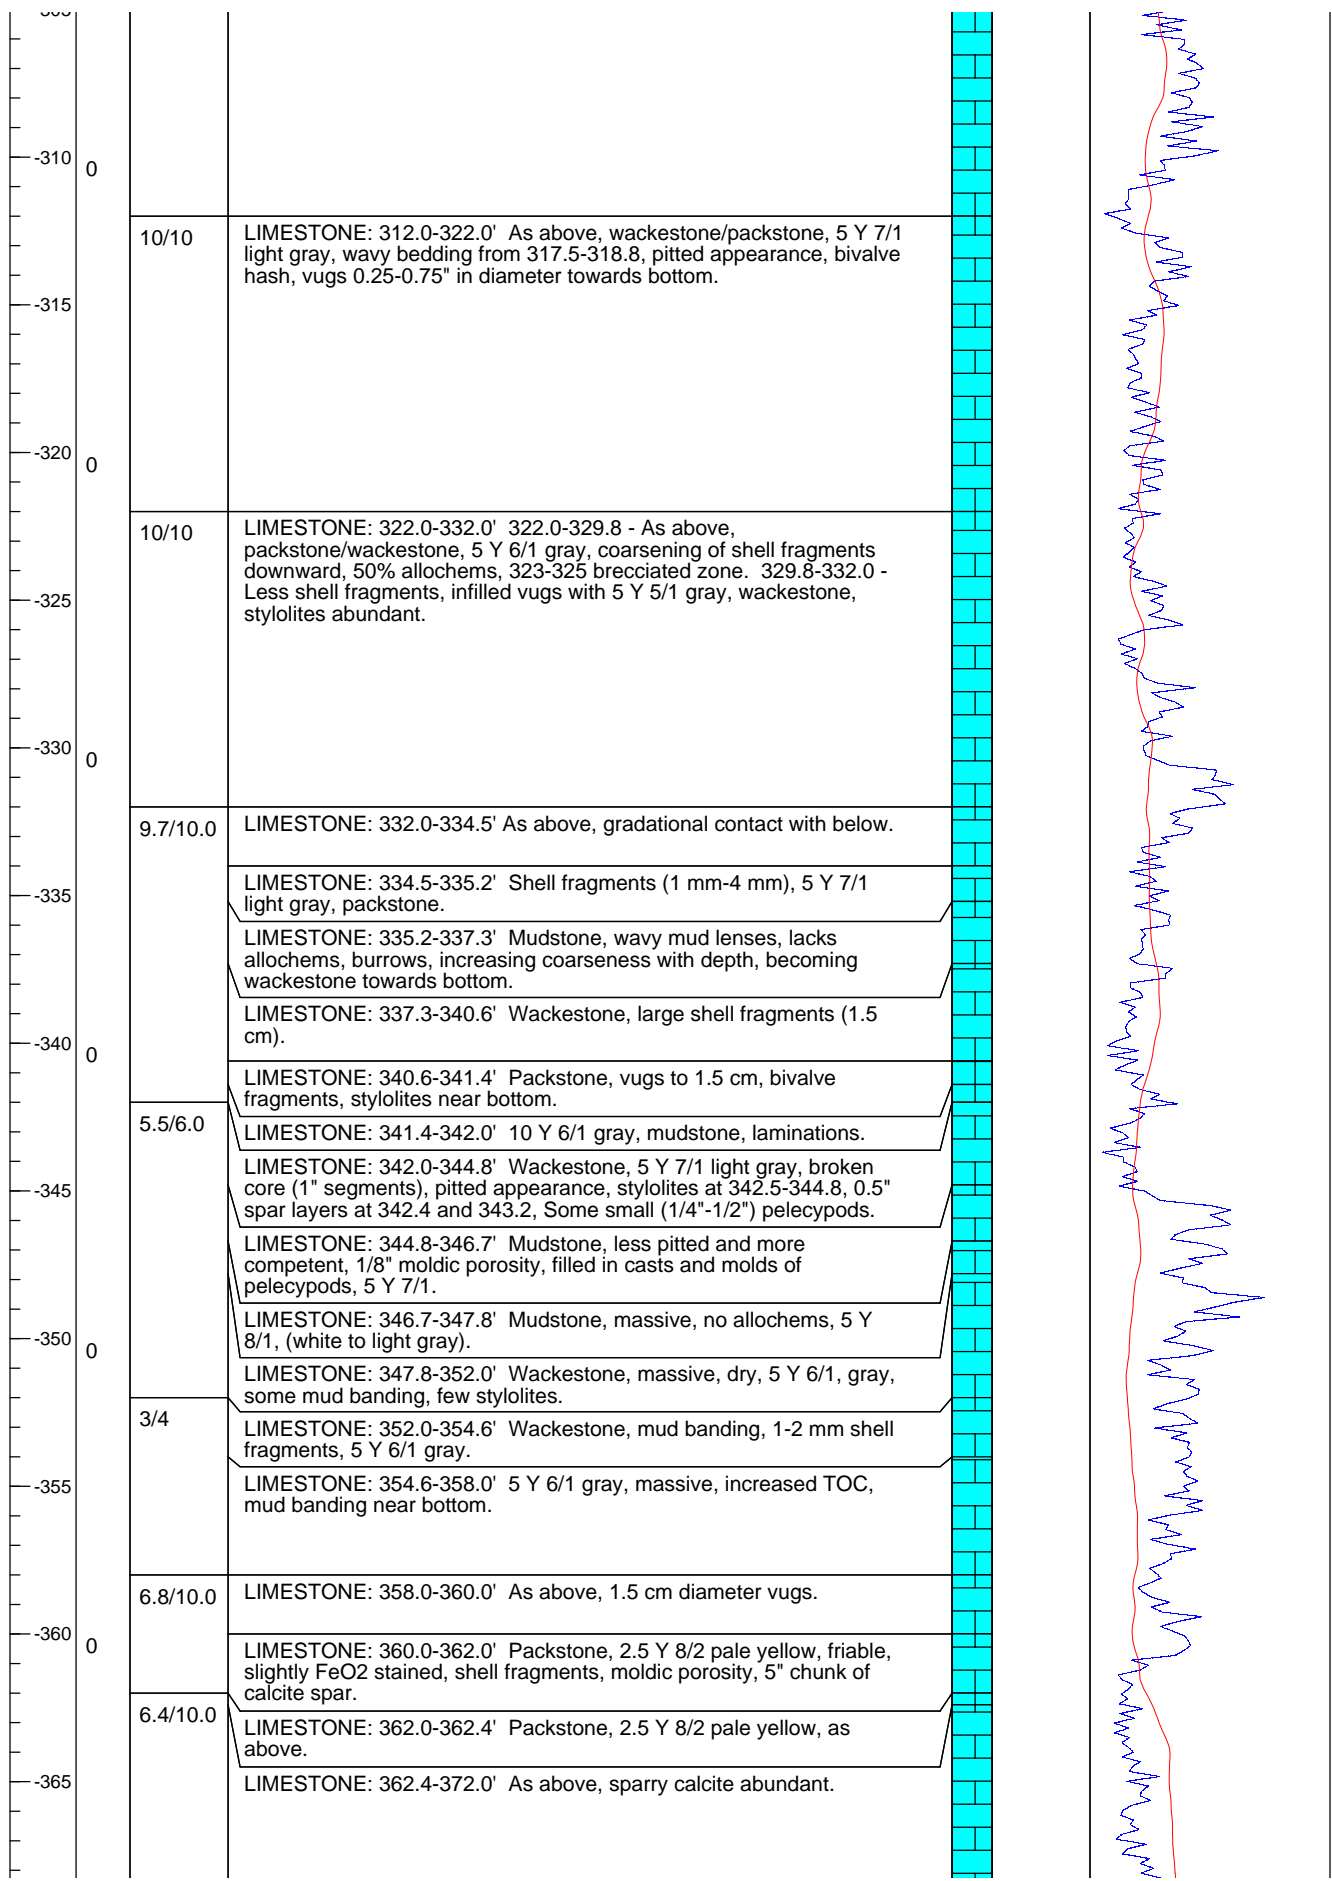 -310
0
10/10
LIMESTONE: 312.0-322.0' As above, wackestone/packstone, 5 Y 7/1
light gray, wavy bedding from 317.5-318.8, pitted appearance, bivalve
hash, vugs 0.25-0.75" in diameter towards bottom.
-315
-320
0
10/10
LIMESTONE: 322.0-332.0' 322.0-329.8 - As above,
packstone/wackestone, 5 Y 6/1 gray, coarsening of shell fragments
downward, 50% allochems, 323-325 brecciated zone. 329.8-332.0 -
Less shell fragments, infilled vugs with 5 Y 5/1 gray, wackestone,
stylolites abundant.
-325
-330
0
9.7/10.0
LIMESTONE: 332.0-334.5' As above, gradational contact with below.
LIMESTONE: 334.5-335.2' Shell fragments (1 mm-4 mm), 5 Y 7/1
light gray, packstone.
-335
LIMESTONE: 335.2-337.3' Mudstone, wavy mud lenses, lacks
allochems, burrows, increasing coarseness with depth, becoming
wackestone towards bottom.
LIMESTONE: 337.3-340.6' Wackestone, large shell fragments (1.5
cm).
-340
0
LIMESTONE: 340.6-341.4' Packstone, vugs to 1.5 cm, bivalve
fragments, stylolites near bottom.
5.5/6.0
LIMESTONE: 341.4-342.0' 10 Y 6/1 gray, mudstone, laminations.
LIMESTONE: 342.0-344.8' Wackestone, 5 Y 7/1 light gray, broken
core (1" segments), pitted appearance, stylolites at 342.5-344.8, 0.5"
spar layers at 342.4 and 343.2, Some small (1/4"-1/2") pelecypods.
-345
LIMESTONE: 344.8-346.7' Mudstone, less pitted and more
competent, 1/8" moldic porosity, filled in casts and molds of
pelecypods, 5 Y 7/1.
LIMESTONE: 346.7-347.8' Mudstone, massive, no allochems, 5 Y
8/1, (white to light gray).
-350
0
LIMESTONE: 347.8-352.0' Wackestone, massive, dry, 5 Y 6/1, gray,
some mud banding, few stylolites.
3/4
LIMESTONE: 352.0-354.6' Wackestone, mud banding, 1-2 mm shell
fragments, 5 Y 6/1 gray.
-355
LIMESTONE: 354.6-358.0' 5 Y 6/1 gray, massive, increased TOC,
mud banding near bottom.
6.8/10.0
LIMESTONE: 358.0-360.0' As above, 1.5 cm diameter vugs.
-360
0
LIMESTONE: 360.0-362.0' Packstone, 2.5 Y 8/2 pale yellow, friable,
slightly FeO2 stained, shell fragments, moldic porosity, 5" chunk of
calcite spar.
6.4/10.0
LIMESTONE: 362.0-362.4' Packstone, 2.5 Y 8/2 pale yellow, as
above.
-365
LIMESTONE: 362.4-372.0' As above, sparry calcite abundant.